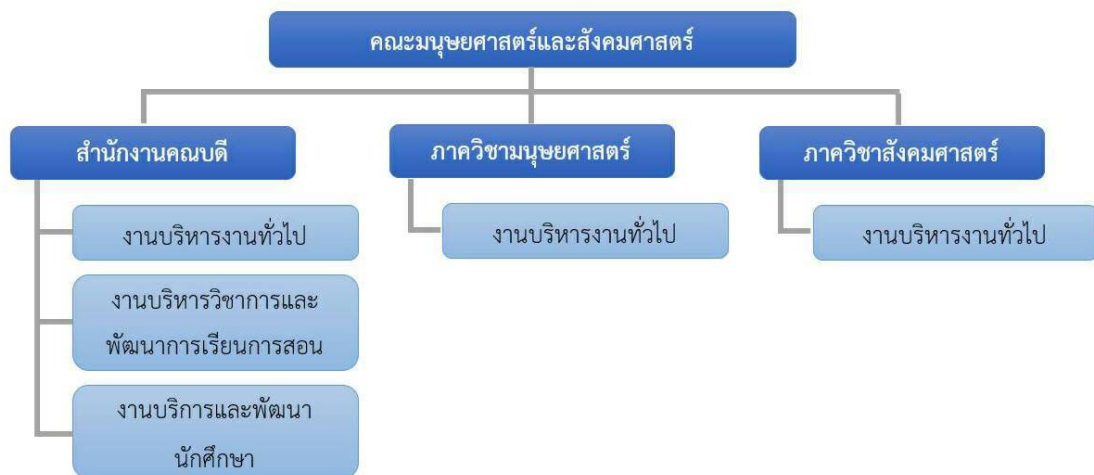 คณะมนุษยศาสตร์และสังคมศาสตร์
สำนักงานคณบดี
ภาควิชามนุษยศาสตร์
ภาควิชาสังคมศาสตร์
งานบริหารงานทั่วไป
งานบริหารงานทั่วไป
งานบริหารงานทั่วไป
งานบริหารวิชาการและ
พัฒนาการเรียนการสอน
งานบริการและพัฒนา
นักศึกษา